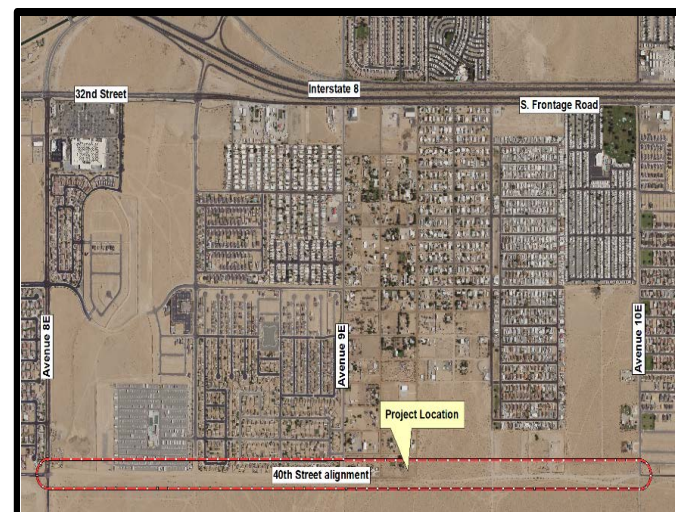 Interstate 8
32nd Street
S. Frontage Road
Avenue 8E
Avenue 9E
Avenue 10E
Project Location
40th Street alignment